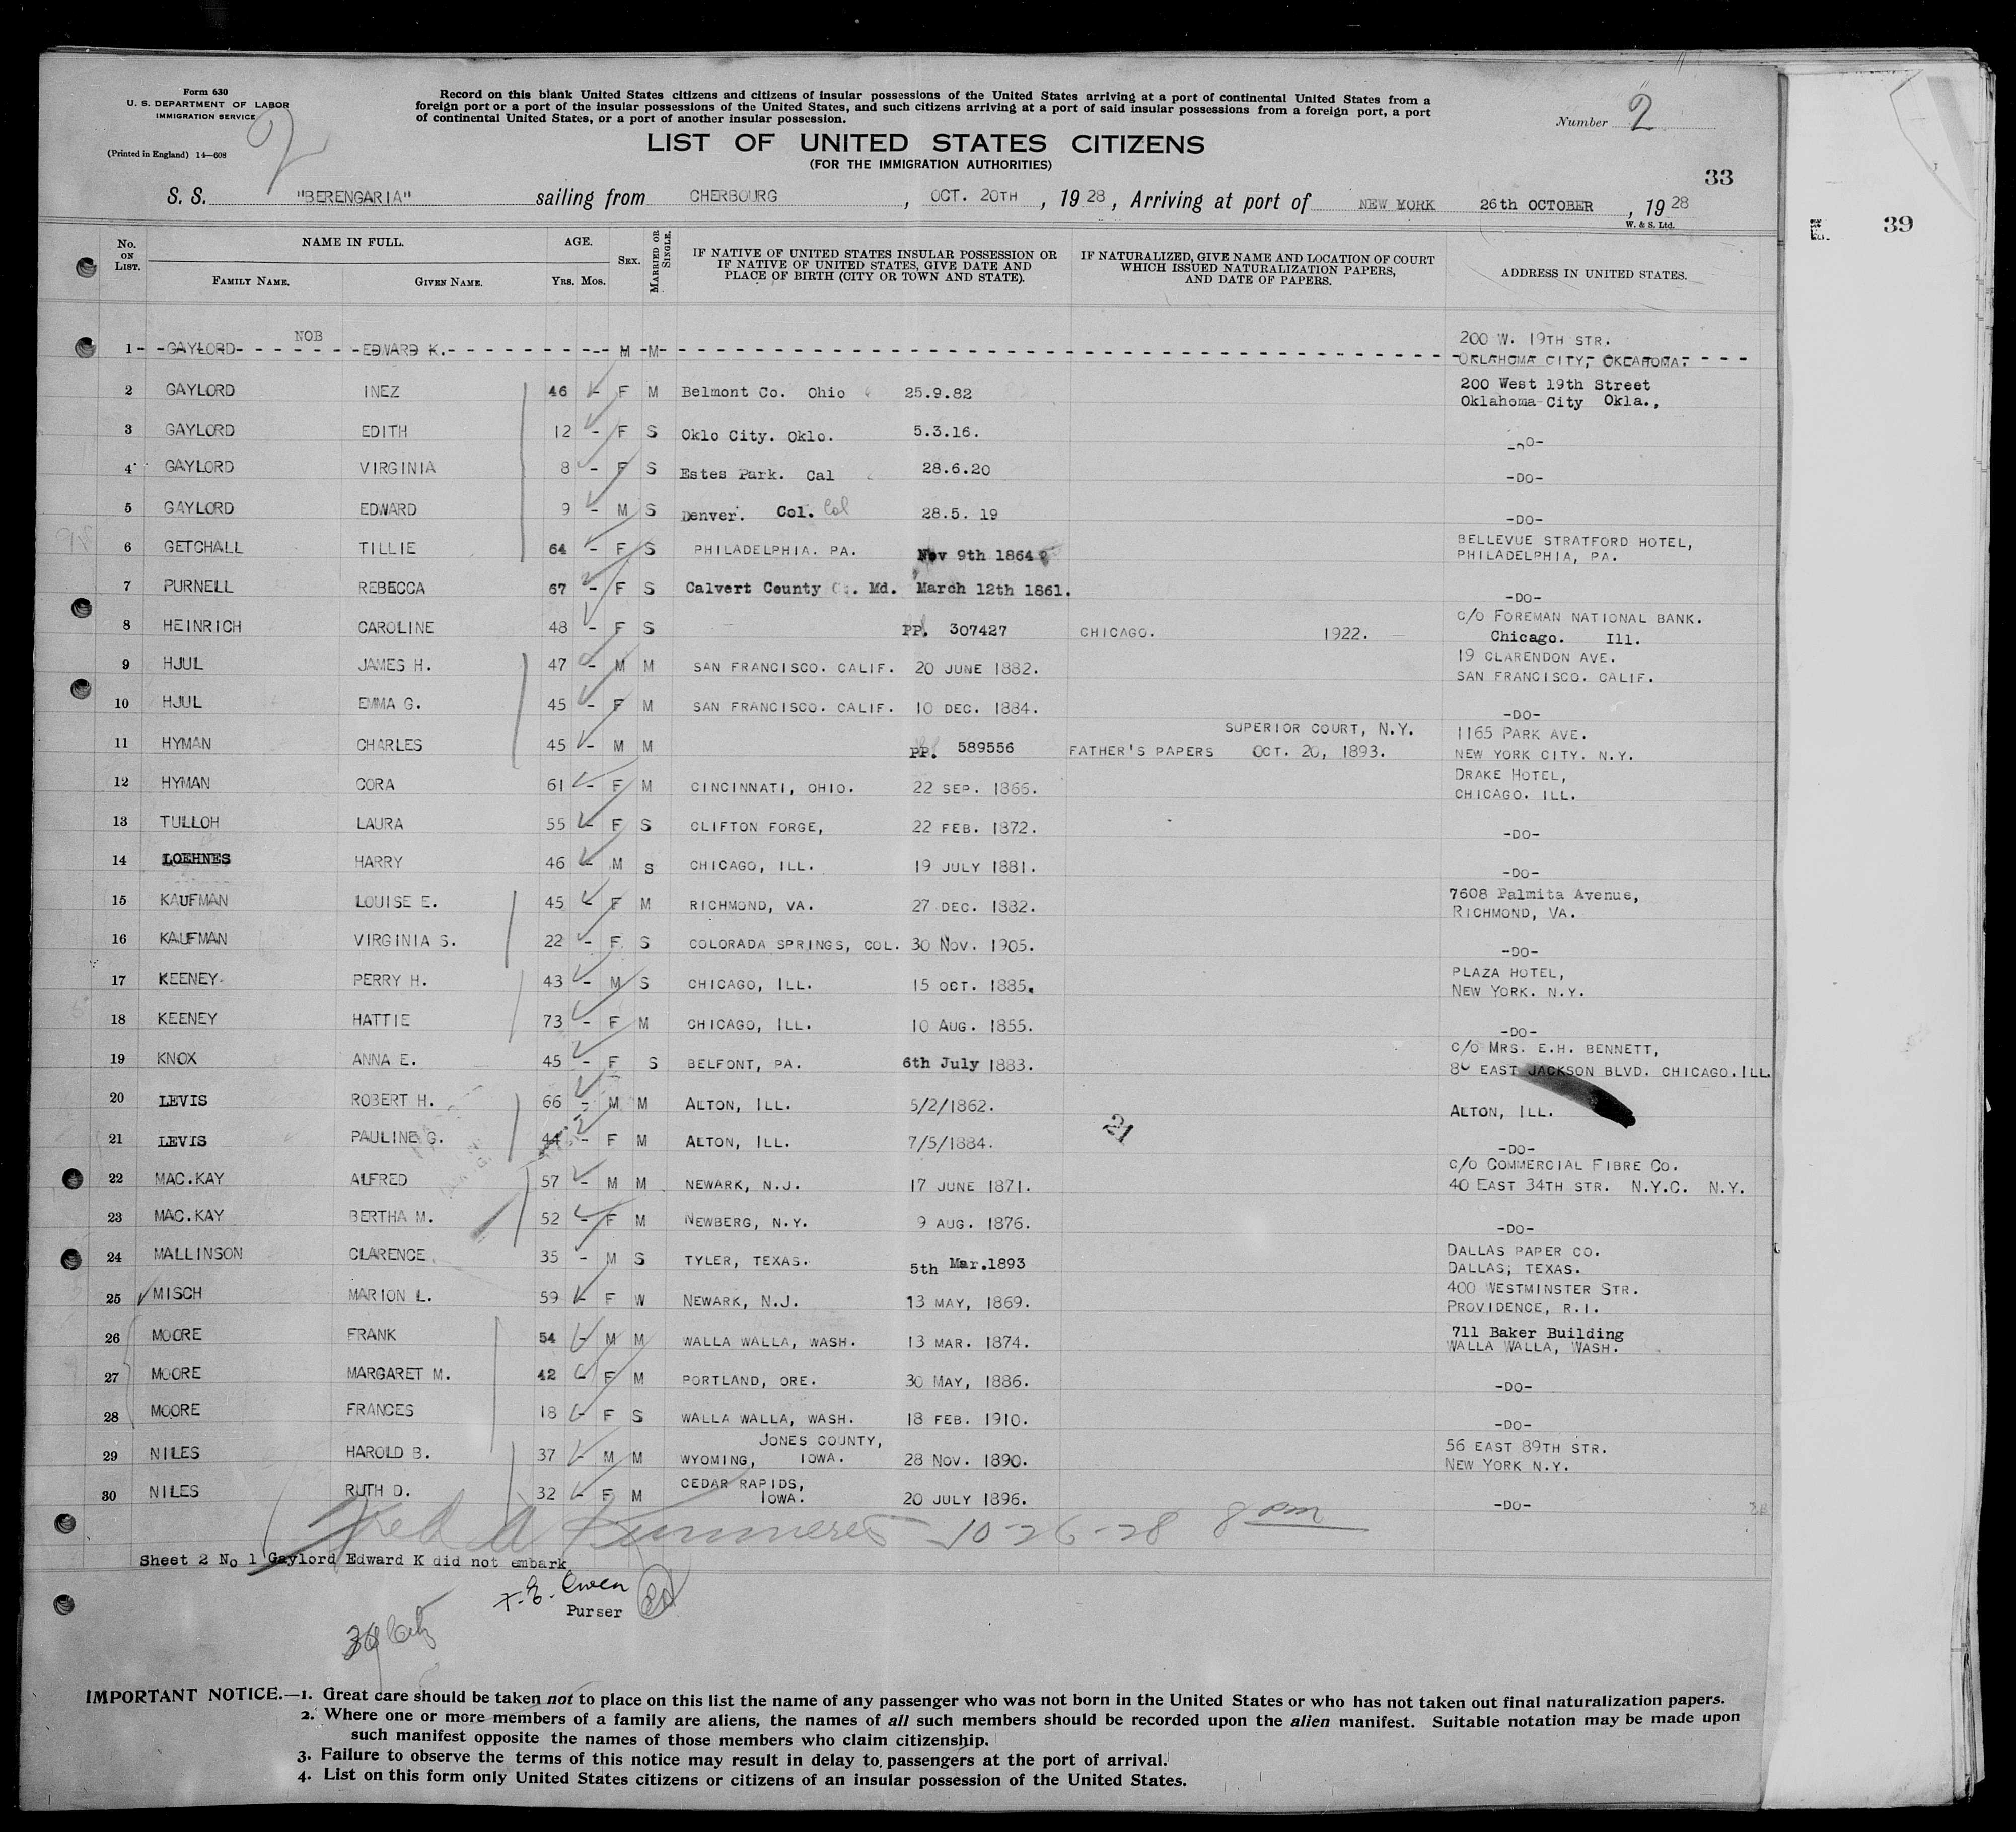 Form 630
U. S. DEPARTMENT OF LABOR
IMMIGRATION SERVICE
(Printed in England) 14—608
2
Record on this blank United States citizens and citizens of insular possessions of the United States arriving at a port of continental United States from a
foreign port or a port of the insular possessions of the United States, and such citizens arriving at a port of said insular possessions from a foreign port, a port
of continental United States, or a port of another insular possession.
Number 2
LIST OF UNITED STATES CITIZENS
(FOR THE IMMIGRATION AUTHORITIES)
33
39
S. S. "BERENGARIA" sailing from CHERBOURG, OCT. 20TH, 1928, Arriving at port of NEW YORK 26th OCTOBER, 1928
W. & S. Ltd.
No. ON LIST. NAME IN FULL. FAMILY NAME. GIVEN NAME. AGE. YRS. MOS. SEX. MARRIED OR SINGLE. IF NATIVE OF UNITED STATES INSULAR POSSESSION OR IF NATIVE OF UNITED STATES, GIVE DATE AND PLACE OF BIRTH (CITY OR TOWN AND STATE). IF NATURALIZED, GIVE NAME AND LOCATION OF COURT WHICH ISSUED NATURALIZATION PAPERS, AND DATE OF PAPERS. ADDRESS IN UNITED STATES.
1 GAYLORD NOB EDWARD K. M M 200 W. 19TH STR. OKLAHOMA CITY, OKLAHOMA.
2 GAYLORD INEZ 46 - F M Belmont Co. Ohio 25.9.82 200 West 19th Street Oklahoma City Okla.,
3 GAYLORD EDITH 12 - F S Oklo City. Oklo. 5.3.16. -DO-
4 GAYLORD VIRGINIA 8 - F S Estes Park. Cal 28.6.20 -DO-
5 GAYLORD EDWARD 9 - M S Denver. Col. Col 28.5. 19 -DO-
6 GETCHALL TILLIE 64 - F S PHILADELPHIA. PA. Nov 9th 1864 BELLEVUE STRATFORD HOTEL, PHILADELPHIA, PA.
7 PURNELL REBECCA 67 - F S Calvert County Md. March 12th 1861. -DO-
8 HEINRICH CAROLINE 48 - F S PP. 307427 CHICAGO. 1922. C/O FOREMAN NATIONAL BANK. Chicago. Ill.
9 HJUL JAMES H. 47 - M M SAN FRANCISCO. CALIF. 20 JUNE 1882. 19 CLARENDON AVE. SAN FRANCISCO. CALIF.
10 HJUL EMMA G. 45 - F M SAN FRANCISCO. CALIF. 10 DEC. 1884. -DO-
11 HYMAN CHARLES 45 - M M PP. 589556 FATHER'S PAPERS SUPERIOR COURT, N.Y. OCT. 20, 1893. 1165 PARK AVE. NEW YORK CITY. N.Y.
12 HYMAN CORA 61 - F M CINCINNATI, OHIO. 22 SEP. 1866. DRAKE HOTEL, CHICAGO. ILL.
13 TULLOH LAURA 55 - F S CLIFTON FORGE, 22 FEB. 1872. -DO-
14 LOEHNES HARRY 46 - M S CHICAGO, ILL. 19 JULY 1881. -DO-
15 KAUFMAN LOUISE E. 45 - F M RICHMOND, VA. 27 DEC. 1882. 7608 Palmita Avenue, RICHMOND, VA.
16 KAUFMAN VIRGINIA S. 22 - F S COLORADA SPRINGS, COL. 30 NOV. 1905. -DO-
17 KEENEY PERRY H. 43 - M S CHICAGO, ILL. 15 OCT. 1885. PLAZA HOTEL, NEW YORK. N.Y.
18 KEENEY HATTIE 73 - F M CHICAGO, ILL. 10 AUG. 1855. -DO-
19 KNOX ANNA E. 45 - F S BELFONT, PA. 6th July 1883. C/O MRS. E.H. BENNETT, EAST JACKSON BLVD. CHICAGO.ILL.
20 LEVIS ROBERT H. 66 - M M ALTON, ILL. 5/2/1862. ALTON, ILL.
21 LEVIS PAULINE G. 44 - F M ALTON, ILL. 7/5/1884. 21 -DO-
22 MAC.KAY ALFRED 57 - M M NEWARK, N.J. 17 JUNE 1871. C/O COMMERCIAL FIBRE CO. 40 EAST 34TH STR. N.Y.C. N.Y.
23 MAC.KAY BERTHA M. 52 - F M NEWBERG, N.Y. 9 AUG. 1876. -DO-
24 MALLINSON CLARENCE 35 - M S TYLER, TEXAS. 5th Mar.1893 DALLAS PAPER CO. DALLAS, TEXAS.
25 MISCH MARION L. 59 - F W NEWARK, N.J. 13 MAY, 1869. 400 WESTMINSTER STR. PROVIDENCE, R.I.
26 MOORE FRANK 54 - M M WALLA WALLA, WASH. 13 MAR. 1874. 711 Baker Building WALLA WALLA, WASH.
27 MOORE MARGARET M. 42 - F M PORTLAND, ORE. 30 MAY, 1886. -DO-
28 MOORE FRANCES 18 - F S WALLA WALLA, WASH. 18 FEB. 1910. -DO-
29 NILES HAROLD B. 37 - M M WYOMING, JONES COUNTY, IOWA. 28 NOV. 1890. 56 EAST 89TH STR. NEW YORK N.Y.
30 NILES RUTH D. 32 - F M CEDAR RAPIDS, IOWA. 20 JULY 1896. -DO-
10-26-28 8 pm
Sheet 2 No 1 Gaylord Edward K did not embark
Owen
Purser
IMPORTANT NOTICE.—1. Great care should be taken not to place on this list the name of any passenger who was not born in the United States or who has not taken out final naturalization papers.
2. Where one or more members of a family are aliens, the names of all such members should be recorded upon the alien manifest. Suitable notation may be made upon
such manifest opposite the names of those members who claim citizenship.
3. Failure to observe the terms of this notice may result in delay to passengers at the port of arrival.
4. List on this form only United States citizens or citizens of an insular possession of the United States.